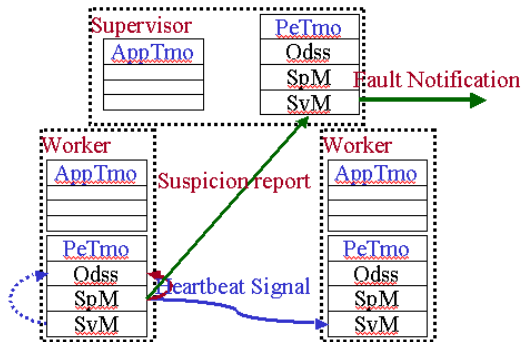 Supervisor
AppTmo
PeTmo
Odss
SpM
SvM
Fault Notification
Worker
AppTmo
Suspicion report
PeTmo
Odss
SpM
SvM
Heartbeat Signal
Worker
AppTmo
PeTmo
Odss
SpM
SvM